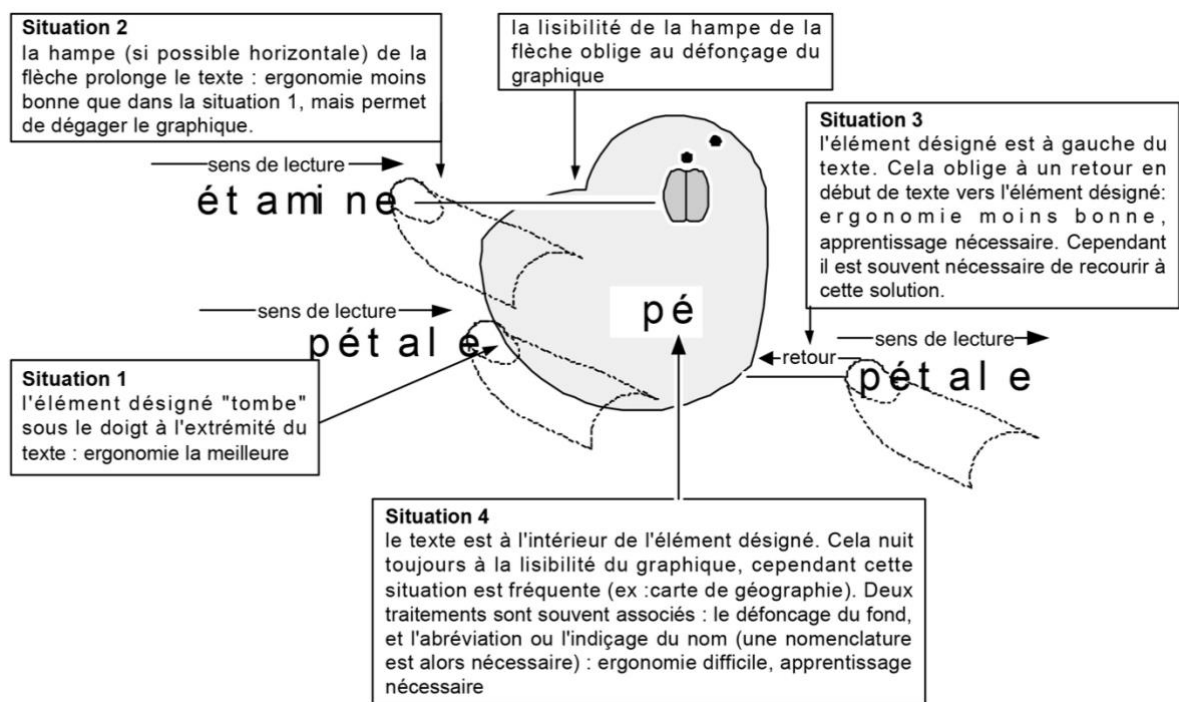 Situation 2
la hampe (si possible horizontale) de la
flèche prolonge le texte : ergonomie moins
bonne que dans la situation 1, mais permet
de dégager le graphique.
la lisibilité de la hampe de la
flèche oblige au défonçage du
graphique
Situation 3
l'élément désigné est à gauche du
texte. Cela oblige à un retour en
début de texte vers l'élément désigné:
ergonomie moins bonne,
apprentissage nécessaire. Cependant
il est souvent nécessaire de recourir à
cette solution.
sens de lecture
étamine
sens de lecture
pétale
pé
sens de lecture
retour
pétale
Situation 1
l'élément désigné "tombe"
sous le doigt à l'extrémité du
texte : ergonomie la meilleure
Situation 4
le texte est à l'intérieur de l'élément désigné. Cela nuit
toujours à la lisibilité du graphique, cependant cette
situation est fréquente (ex :carte de géographie). Deux
traitements sont souvent associés : le défoncage du fond,
et l'abréviation ou l'indiçage du nom (une nomenclature
est alors nécessaire) : ergonomie difficile, apprentissage
nécessaire